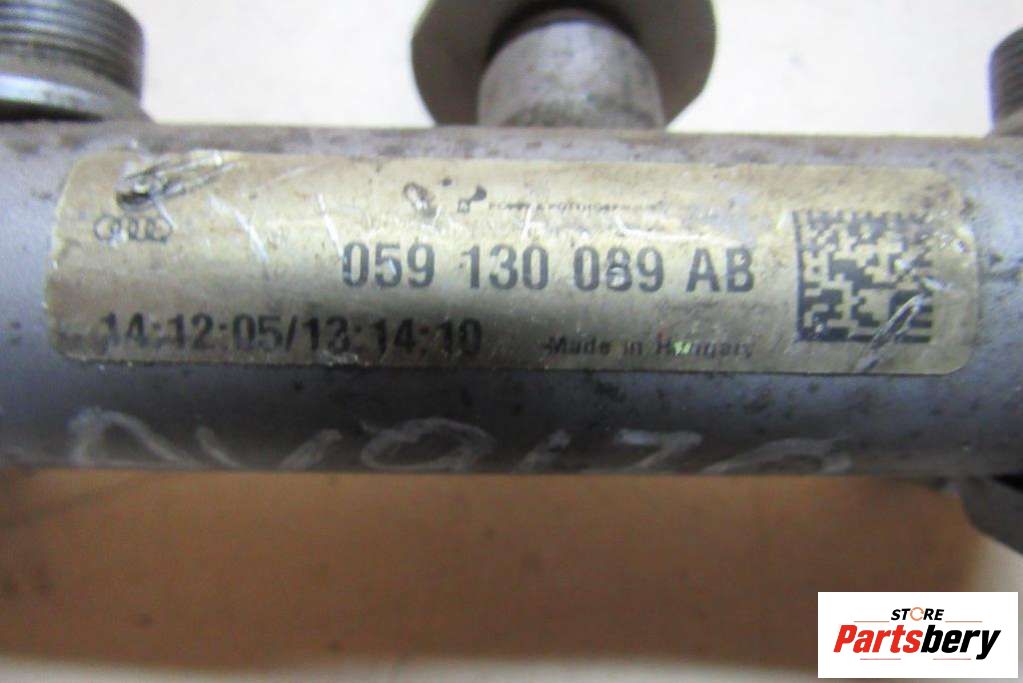 059 130 089 AB
14:12:05/13:14:10
Made in Hungary
STORE
Partsbery